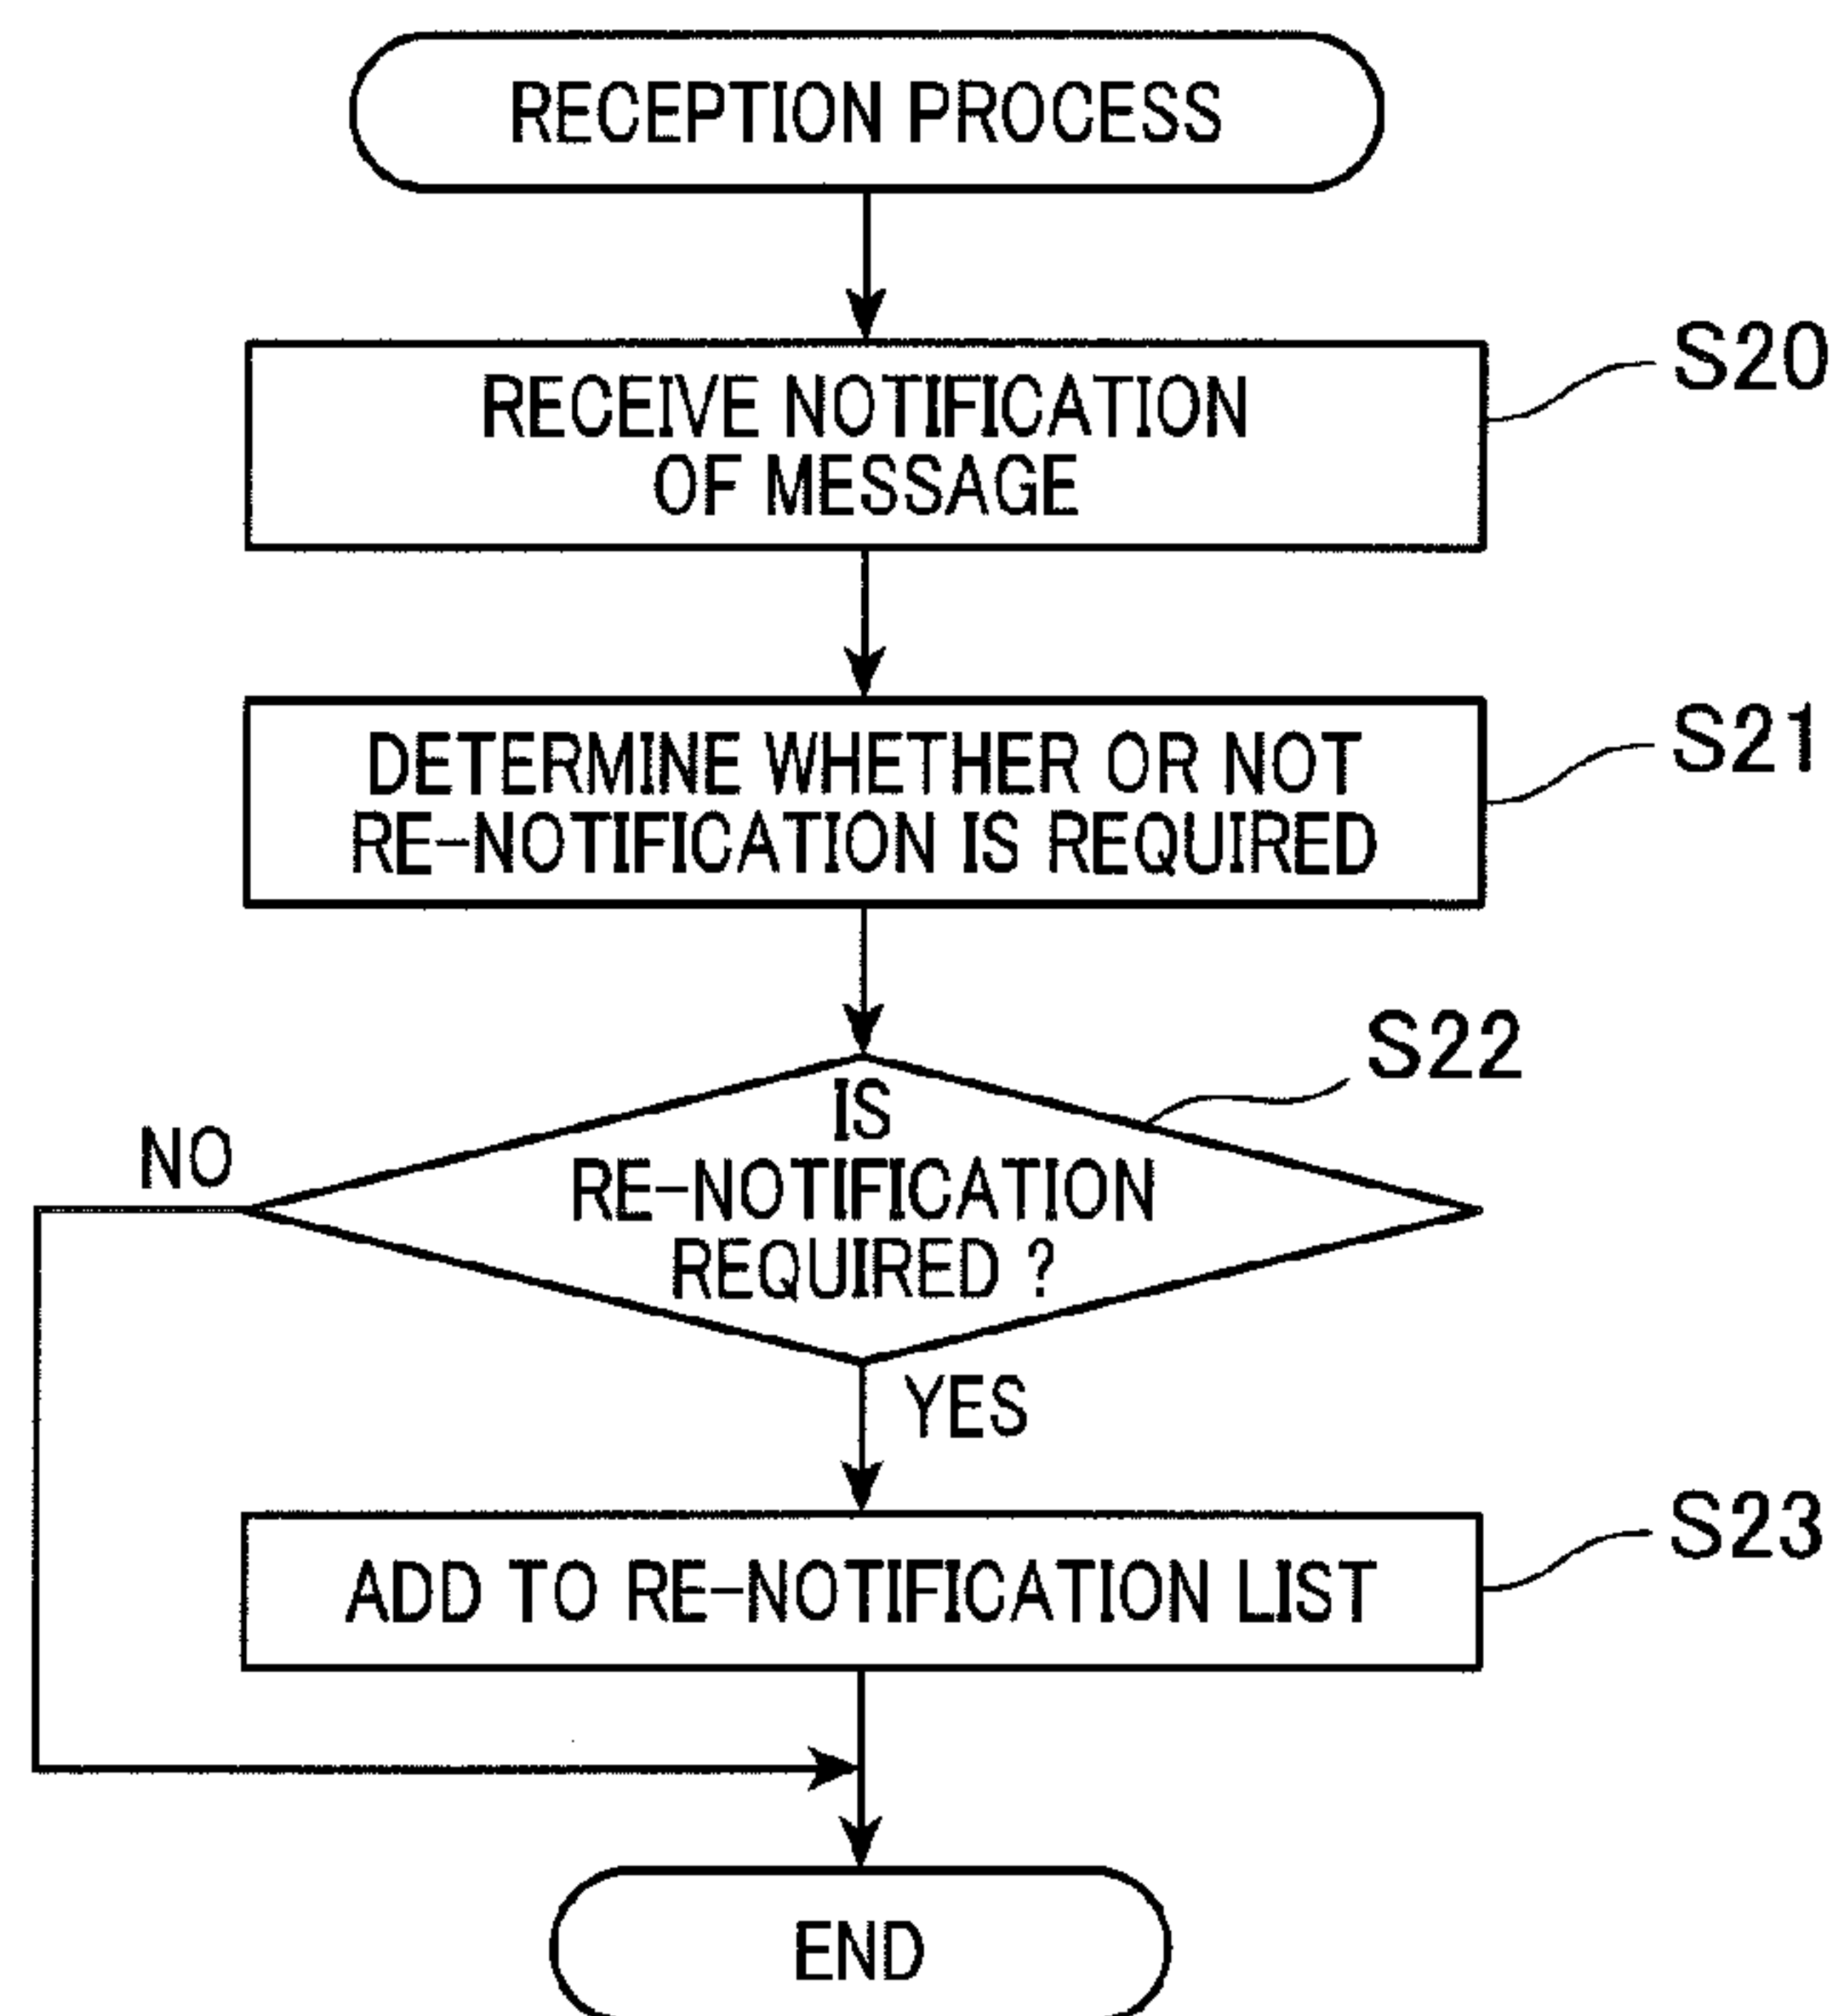 RECEPTION PROCESS
RECEIVE NOTIFICATION
OF MESSAGE
S20
DETERMINE WHETHER OR NOT
RE-NOTIFICATION IS REQUIRED
S21
IS
RE-NOTIFICATION
REQUIRED ?
S22
NO
YES
ADD TO RE-NOTIFICATION LIST
S23
END